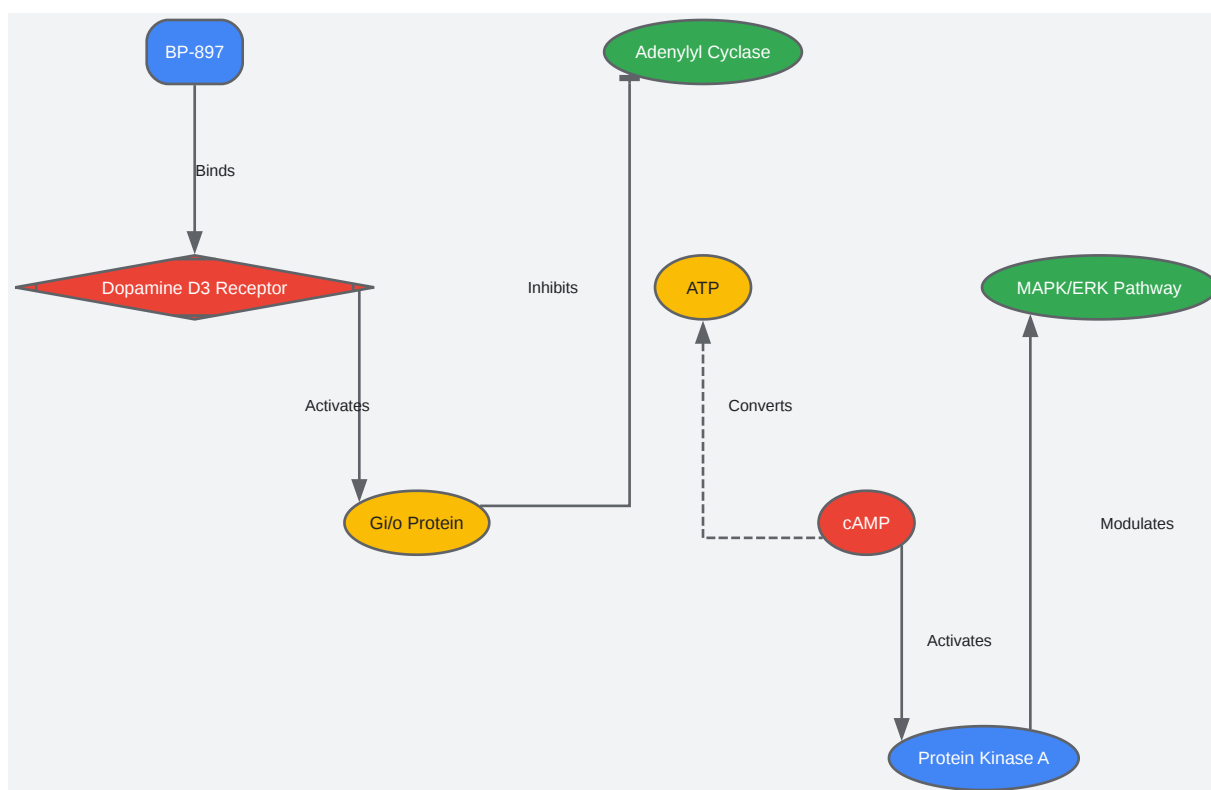 BP-897
Adenylyl Cyclase
Binds
Dopamine D3 Receptor
Inhibits
ATP
MAPK/ERK Pathway
Activates
Converts
Gi/o Protein
cAMP
Modulates
Activates
Protein Kinase A